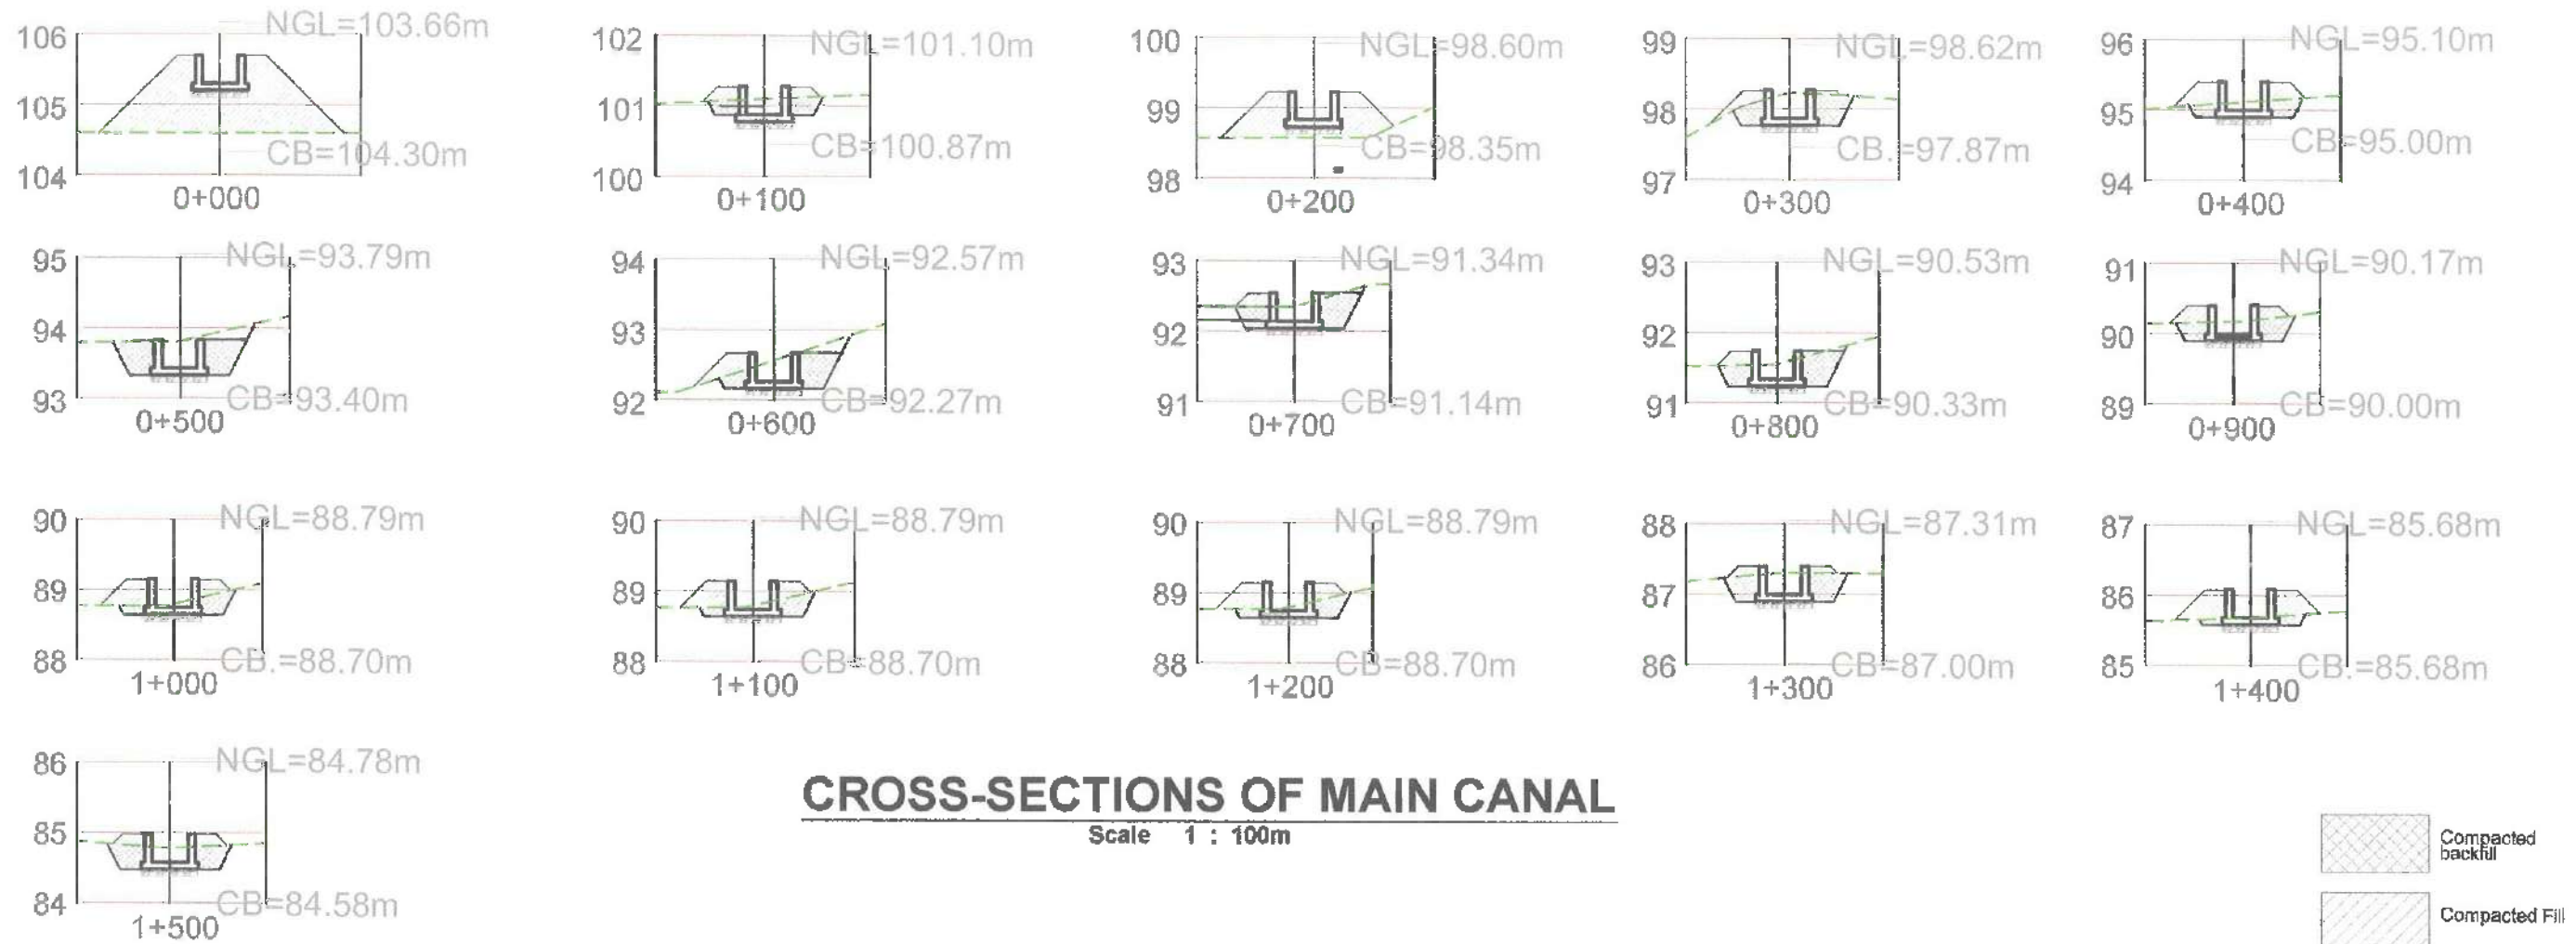 106
105
104
NGL=103.66m
CB=104.30m
0+000
102
101
100
NGL=101.10m
CB=100.87m
0+100
100
99
98
NGL=98.60m
CB=98.35m
0+200
99
98
97
NGL=98.62m
CB.=97.87m
0+300
96
95
94
NGL=95.10m
CB=95.00m
0+400
95
94
93
NGL=93.79m
CB=93.40m
0+500
94
93
92
NGL=92.57m
CB=92.27m
0+600
93
92
91
NGL=91.34m
CB=91.14m
0+700
93
92
91
NGL=90.53m
CB=90.33m
0+800
91
90
89
NGL=90.17m
CB=90.00m
0+900
90
89
88
NGL=88.79m
CB.=88.70m
1+000
90
89
88
NGL=88.79m
CB=88.70m
1+100
90
89
88
NGL=88.79m
CB=88.70m
1+200
88
87
86
NGL=87.31m
CB=87.00m
1+300
87
86
85
NGL=85.68m
CB.=85.68m
1+400
86
85
84
NGL=84.78m
CB=84.58m
1+500
CROSS-SECTIONS OF MAIN CANAL
Scale 1 : 100m
Compacted
backfill
Compacted Fill